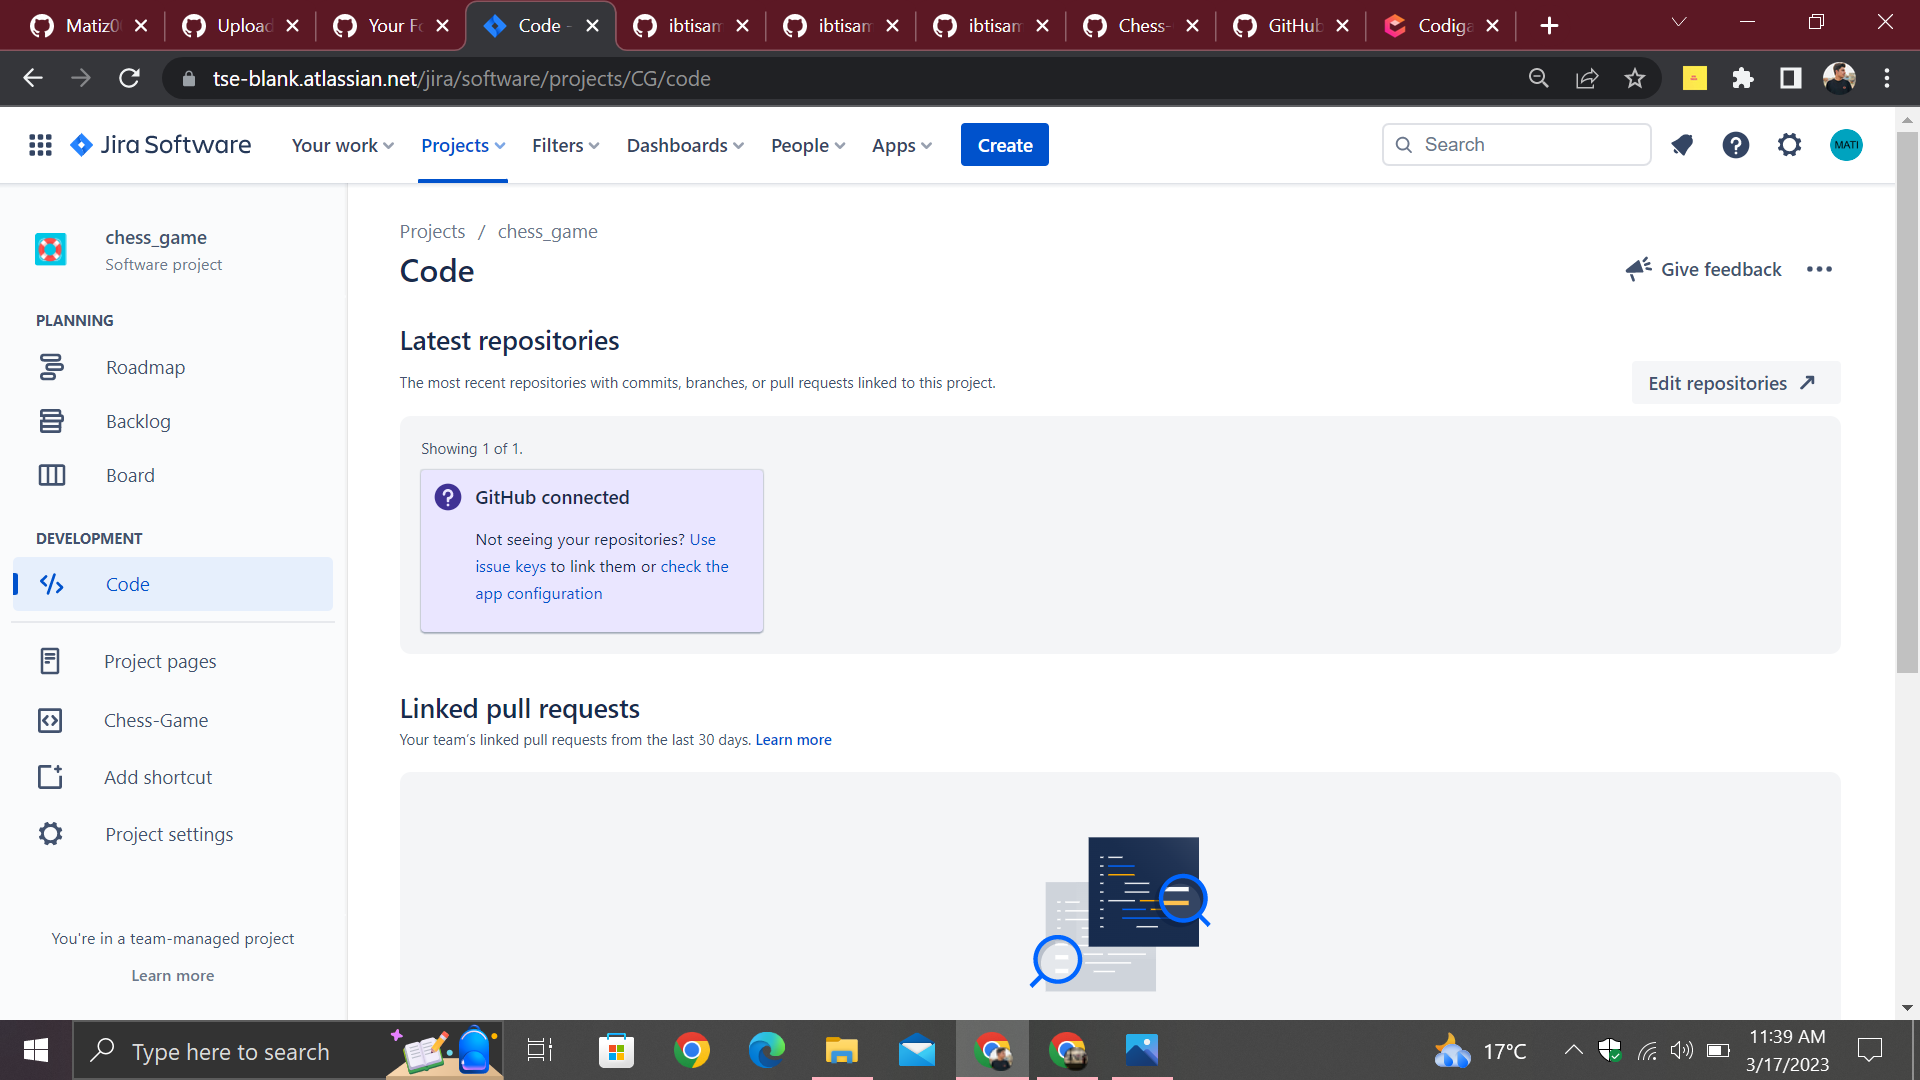 Matiz0
Upload
Your Fo
Code -
ibtisam
ibtisam
ibtisam
Chess-
GitHub
Codiga
tse-blank.atlassian.net/jira/software/projects/CG/code
Jira Software
Your work
Projects
Filters
Dashboards
People
Apps
Create
Search
MATI
chess_game
Software project
PLANNING
Roadmap
Backlog
Board
DEVELOPMENT
Code
Project pages
Chess-Game
Add shortcut
Project settings
You're in a team-managed project
Learn more
Projects / chess_game
Code
Give feedback
Latest repositories
The most recent repositories with commits, branches, or pull requests linked to this project.
Edit repositories
Showing 1 of 1.
GitHub connected
Not seeing your repositories? Use
issue keys to link them or check the
app configuration
Linked pull requests
Your team's linked pull requests from the last 30 days. Learn more
Type here to search
17°C
11:39 AM
3/17/2023